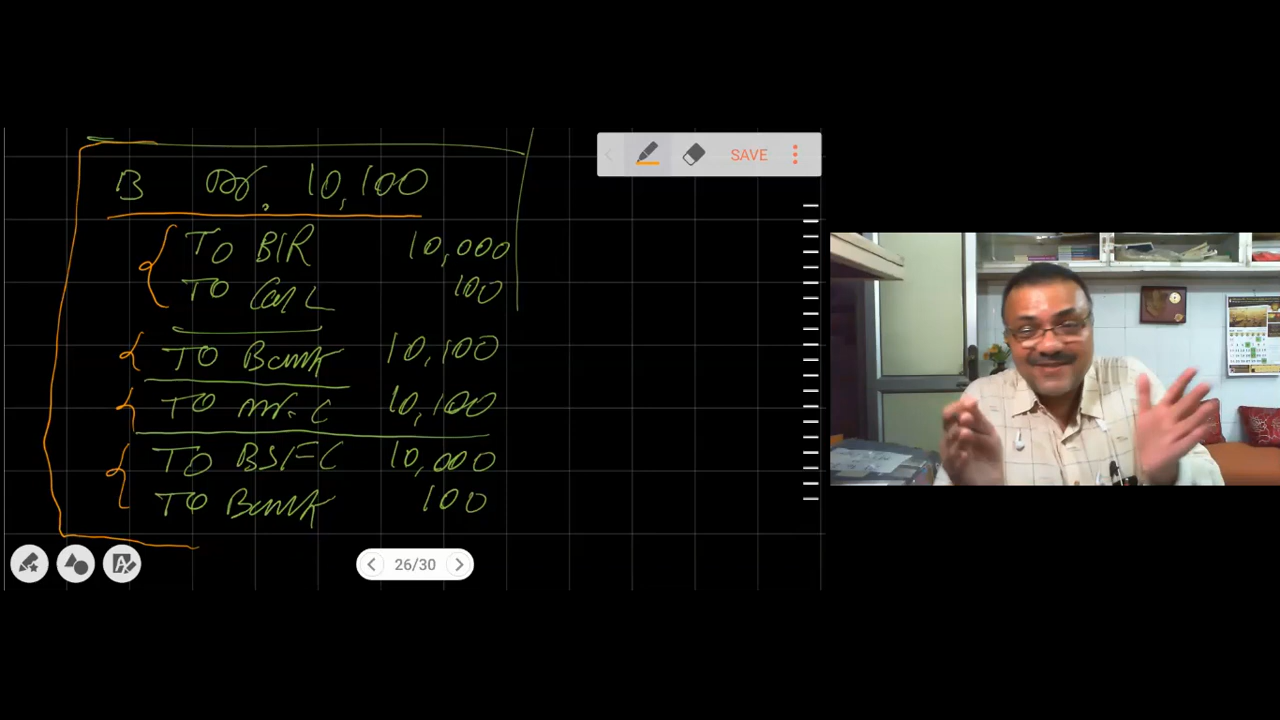 B Dr. 10,100
TO B/R 10,000
TO Cash 100
TO Bank 10,100
TO Mr. C 10,100
TO BSFC 10,000
TO Bank 100
SAVE
26/30